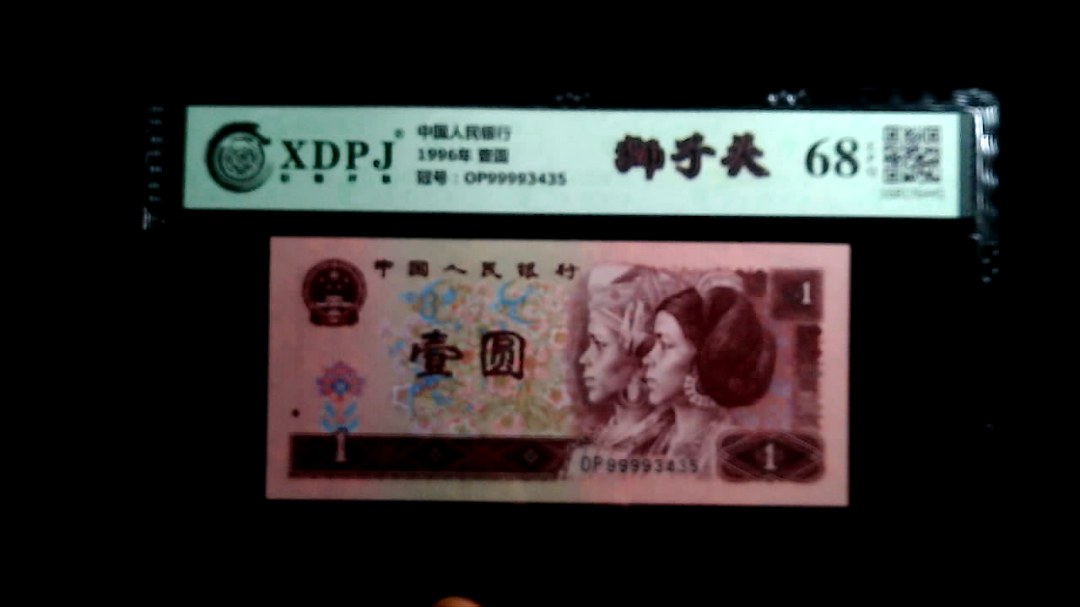 XDPJ®
中国人民银行
1996年 壹圆
冠号：OP99993435
狮子头
68
中国人民银行
壹圆
1
1
OP99993435
1